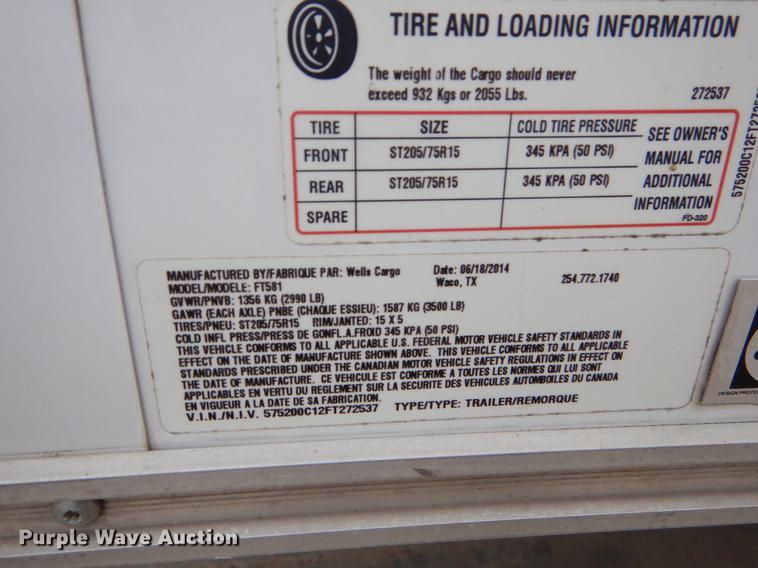 TIRE AND LOADING INFORMATION
The weight of the Cargo should never
exceed 932 Kgs or 2055 Lbs.
272537
TIRE SIZE COLD TIRE PRESSURE
FRONT ST205/75R15 345 KPA (50 PSI)
REAR ST205/75R15 345 KPA (50 PSI)
SPARE
SEE OWNER'S
MANUAL FOR
ADDITIONAL
INFORMATION
FD-320
575200C12FT2725
MANUFACTURED BY/FABRIQUE PAR: Wells Cargo Date: 06/18/2014
MODEL/MODELE: FT581 Waco, TX 254.772.1740
GVWR/PNVB: 1356 KG (2990 LB)
GAWR (EACH AXLE) PNBE (CHAQUE ESSIEU): 1587 KG (3500 LB)
TIRES/PNEU: ST205/75R15 RIM/JANTED: 15 X 5
COLD INFL PRESS/PRESS DE GONFL.A.FROID 345 KPA (50 PSI)
THIS VEHICLE CONFORMS TO ALL APPLICABLE U.S. FEDERAL MOTOR VEHICLE SAFETY STANDARDS IN
EFFECT ON THE DATE OF MANUFACTURE SHOWN ABOVE. THIS VEHICLE CONFORMS TO ALL APPLICABLE
STANDARDS PRESCRIBED UNDER THE CANADIAN MOTOR VEHICLE SAFETY REGULATIONS IN EFFECT ON
THE DATE OF MANUFACTURE. CE VEHICULE EST CONFORME A TOUTES LES NORMES QUI LUI SONT
APPLICABLES EN VERTU DU REGLEMENT SUR LA SECURITE DES VEHICULES AUTOMBOILES DU CANADA
EN VIGUEUR A LA DATE DE SA FABRICATION.
V.I.N./N.I.V. 575200C12FT272537 TYPE/TYPE: TRAILER/REMORQUE
DESIGN PROTE
Purple Wave Auction